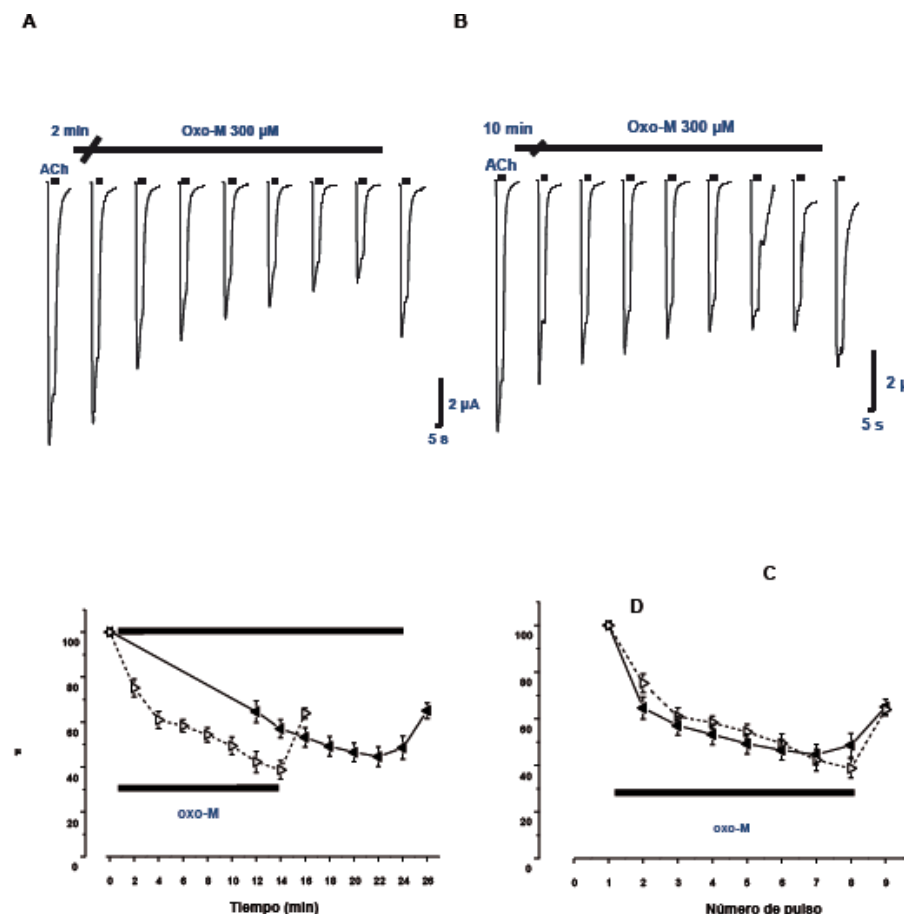 A
B
2 min
Oxo-M 300 µM
10 min
Oxo-M 300 µM
ACh
ACh
2 µA
5 s
2 µ
5 s
C
D
100
80
60
40
20
0
oxo-M
0 2 4 6 8 10 12 14 16 18 20 22 24 26
Tiempo (min)
100
80
60
40
20
0
oxo-M
0 1 2 3 4 5 6 7 8 9
Número de pulso